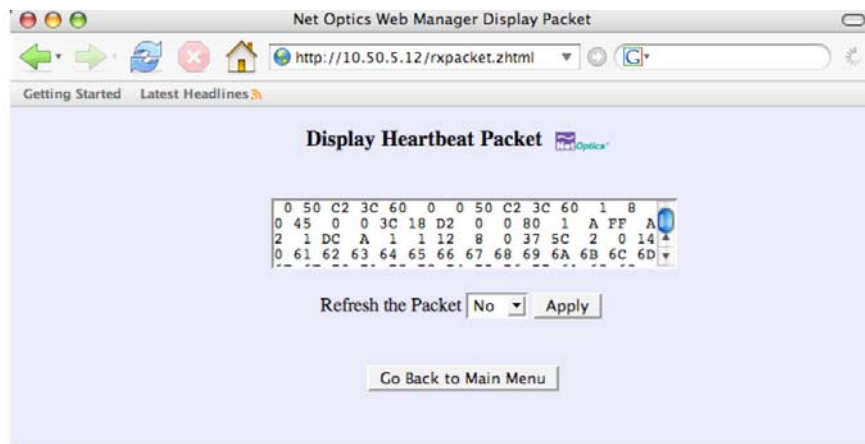 Net Optics Web Manager Display Packet
http://10.50.5.12/rxpacket.zhtml
G
Getting Started Latest Headlines
Display Heartbeat Packet Net Optics
0 50 C2 3C 60 0 0 50 C2 3C 60 1 8
0 45 0 0 3C 18 D2 0 0 80 1 A FF A
2 1 DC A 1 1 12 8 0 37 5C 2 0 14
0 61 62 63 64 65 66 67 68 69 6A 6B 6C 6D
Refresh the Packet No Apply
Go Back to Main Menu